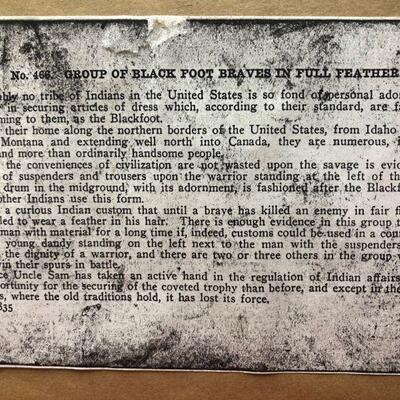 No. 466. GROUP OF BLACK FOOT BRAVES IN FULL FEATHER
bly no tribe of Indians in the United States is so fond of personal ado
in securing articles of dress which, according to their standard, are fa
ming to them, as the Blackfoot.
their home along the northern borders of the United States, from Idaho
Montana and extending well north into Canada, they are numerous, i
and more than ordinarily handsome people.
the conveniences of civilization are not wasted upon the savage is evid
of suspenders and trousers upon the warrior standing at the left of th
drum in the midground, with its adornment, is fashioned after the Blackf
other Indians use this form.
a curious Indian custom that until a brave has killed an enemy in fair fi
led to wear a feather in his hair. There is enough evidence in this group t
man with material for a long time if, indeed, customs could be used in a cou
young dandy standing on the left next to the man with the suspenders
the dignity of a warrior, and there are two or three others in the group w
win their spurs in battle.
ce Uncle Sam has taken an active hand in the regulation of Indian affairs
portunity for the securing of the coveted trophy than before, and except in the
s, where the old traditions hold, it has lost its force.
835